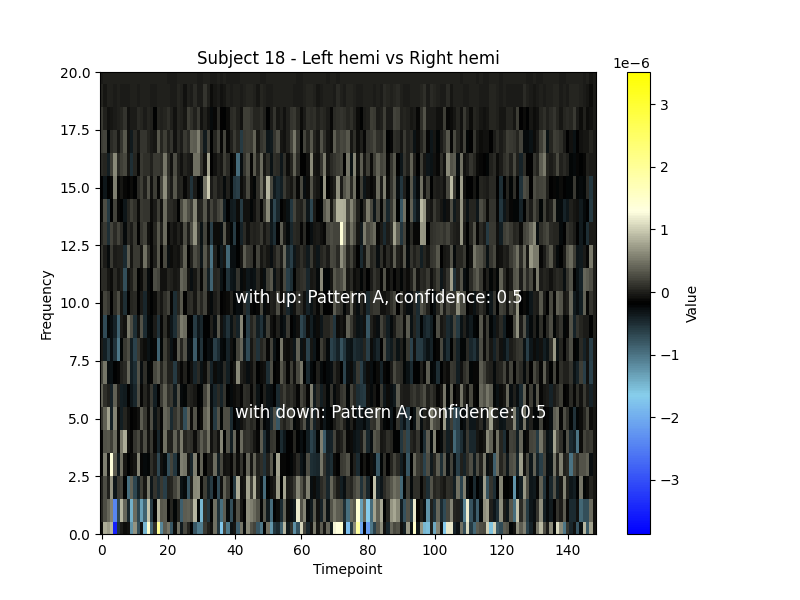 Subject 18 - Left hemi vs Right hemi
1e−6
20.0
17.5
15.0
12.5
10.0
7.5
5.0
2.5
0.0
Frequency
with up: Pattern A, confidence: 0.5
with down: Pattern A, confidence: 0.5
0 20 40 60 80 100 120 140
Timepoint
3
2
1
0
−1
−2
−3
Value